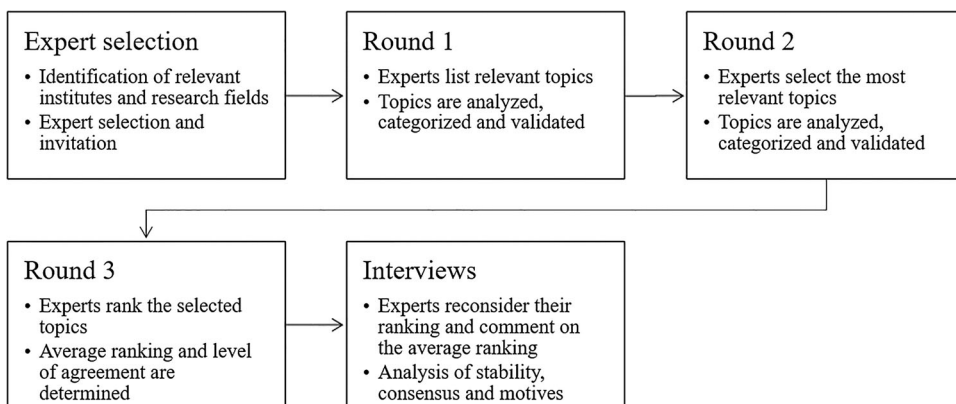 Expert selection
• Identification of relevant
institutes and research fields
• Expert selection and
invitation
Round 1
• Experts list relevant topics
• Topics are analyzed,
categorized and validated
Round 2
• Experts select the most
relevant topics
• Topics are analyzed,
categorized and validated
Round 3
• Experts rank the selected
topics
• Average ranking and level
of agreement are
determined
Interviews
• Experts reconsider their
ranking and comment on
the average ranking
• Analysis of stability,
consensus and motives